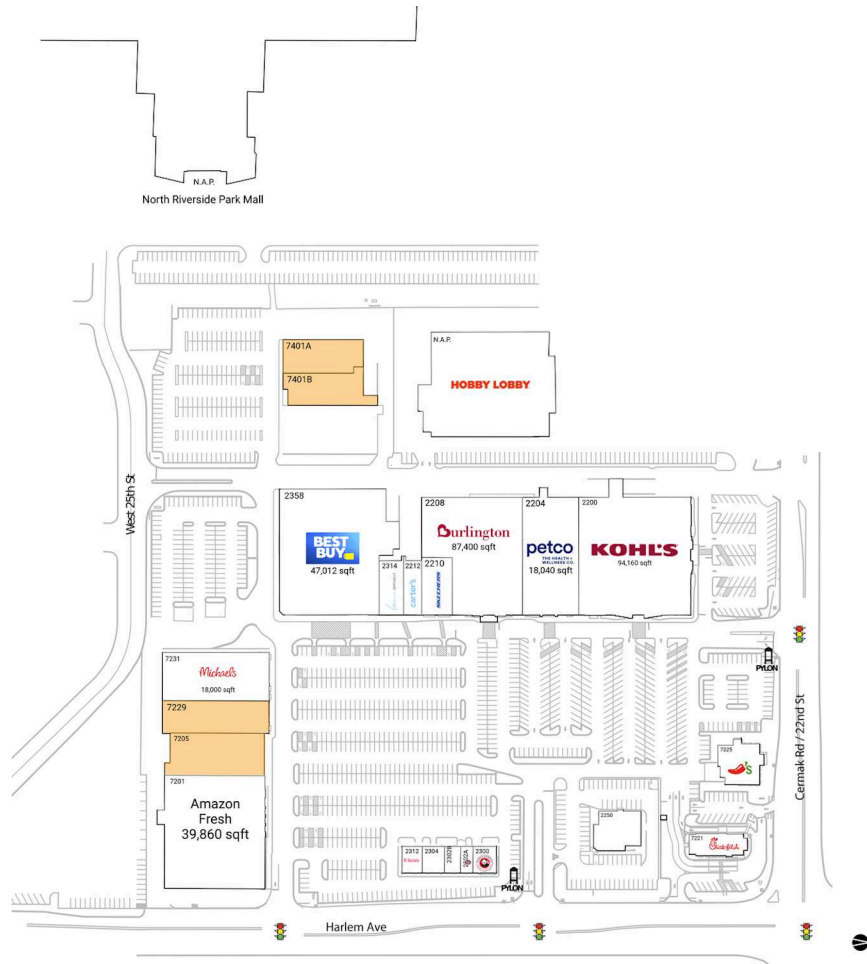 N.A.P.
North Riverside Park Mall
7401A
7401B
N.A.P.
HOBBY LOBBY
West 25th St
2358
BEST
BUY
47,012 sqft
2314
2212
carter's
2210
SKECHERS
2208
Burlington
87,400 sqft
2204
petco
THE HEALTH +
WELLNESS CO.
18,040 sqft
2200
KOHL'S
94,160 sqft
PYLON
7231
Michaels
18,000 sqft
7229
7205
7201
Amazon
Fresh
39,860 sqft
7225
's
Cermak Rd / 22nd St
2250
7221
Chick-fil-A
2312
2304
2302B
2302A
2300
PYLON
Harlem Ave